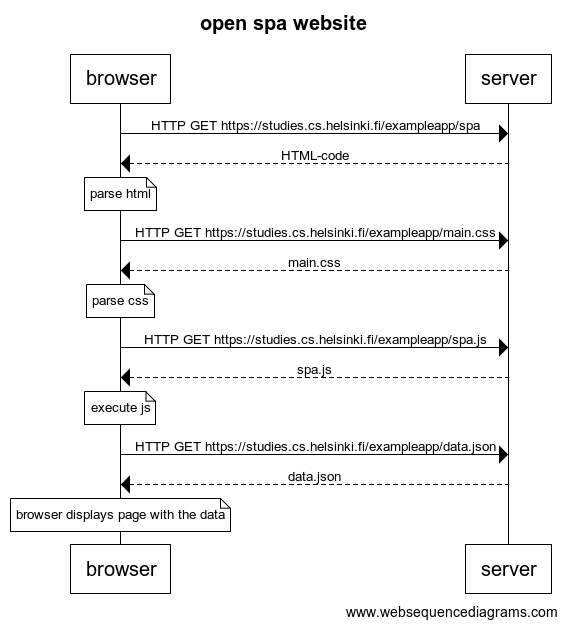 open spa website
browser
server
HTTP GET https://studies.cs.helsinki.fi/exampleapp/spa
HTML-code
parse html
HTTP GET https://studies.cs.helsinki.fi/exampleapp/main.css
main.css
parse css
HTTP GET https://studies.cs.helsinki.fi/exampleapp/spa.js
spa.js
execute js
HTTP GET https://studies.cs.helsinki.fi/exampleapp/data.json
data.json
browser displays page with the data
browser
server
www.websequencediagrams.com